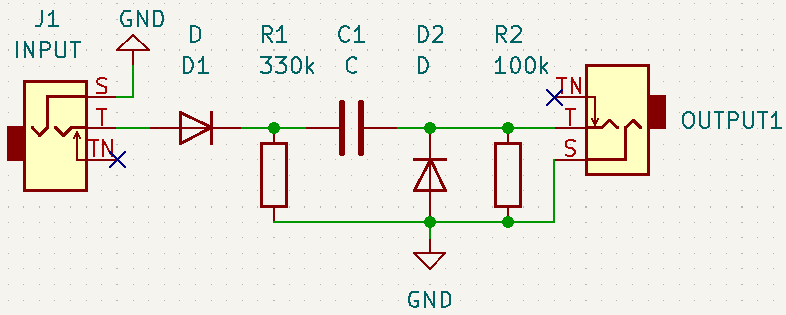 J1
INPUT
GND
D
D1
R1
330k
C1
C
D2
D
R2
100k
S
T
TN
TN
T
S
OUTPUT1
GND